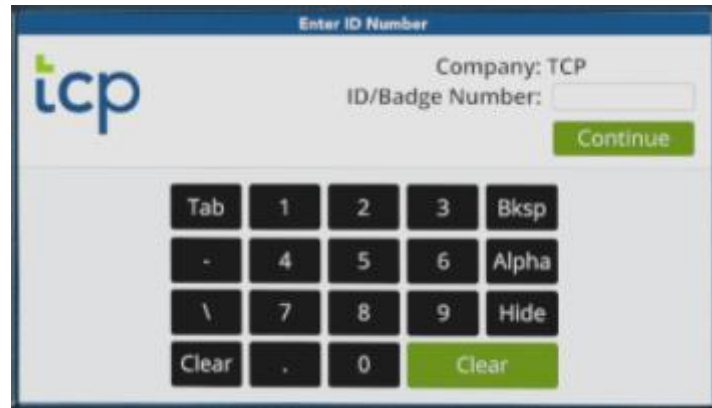 Enter ID Number
tcp
Company: TCP
ID/Badge Number:
Continue
Tab 1 2 3 Bksp
- 4 5 6 Alpha
\ 7 8 9 Hide
Clear . 0 Clear